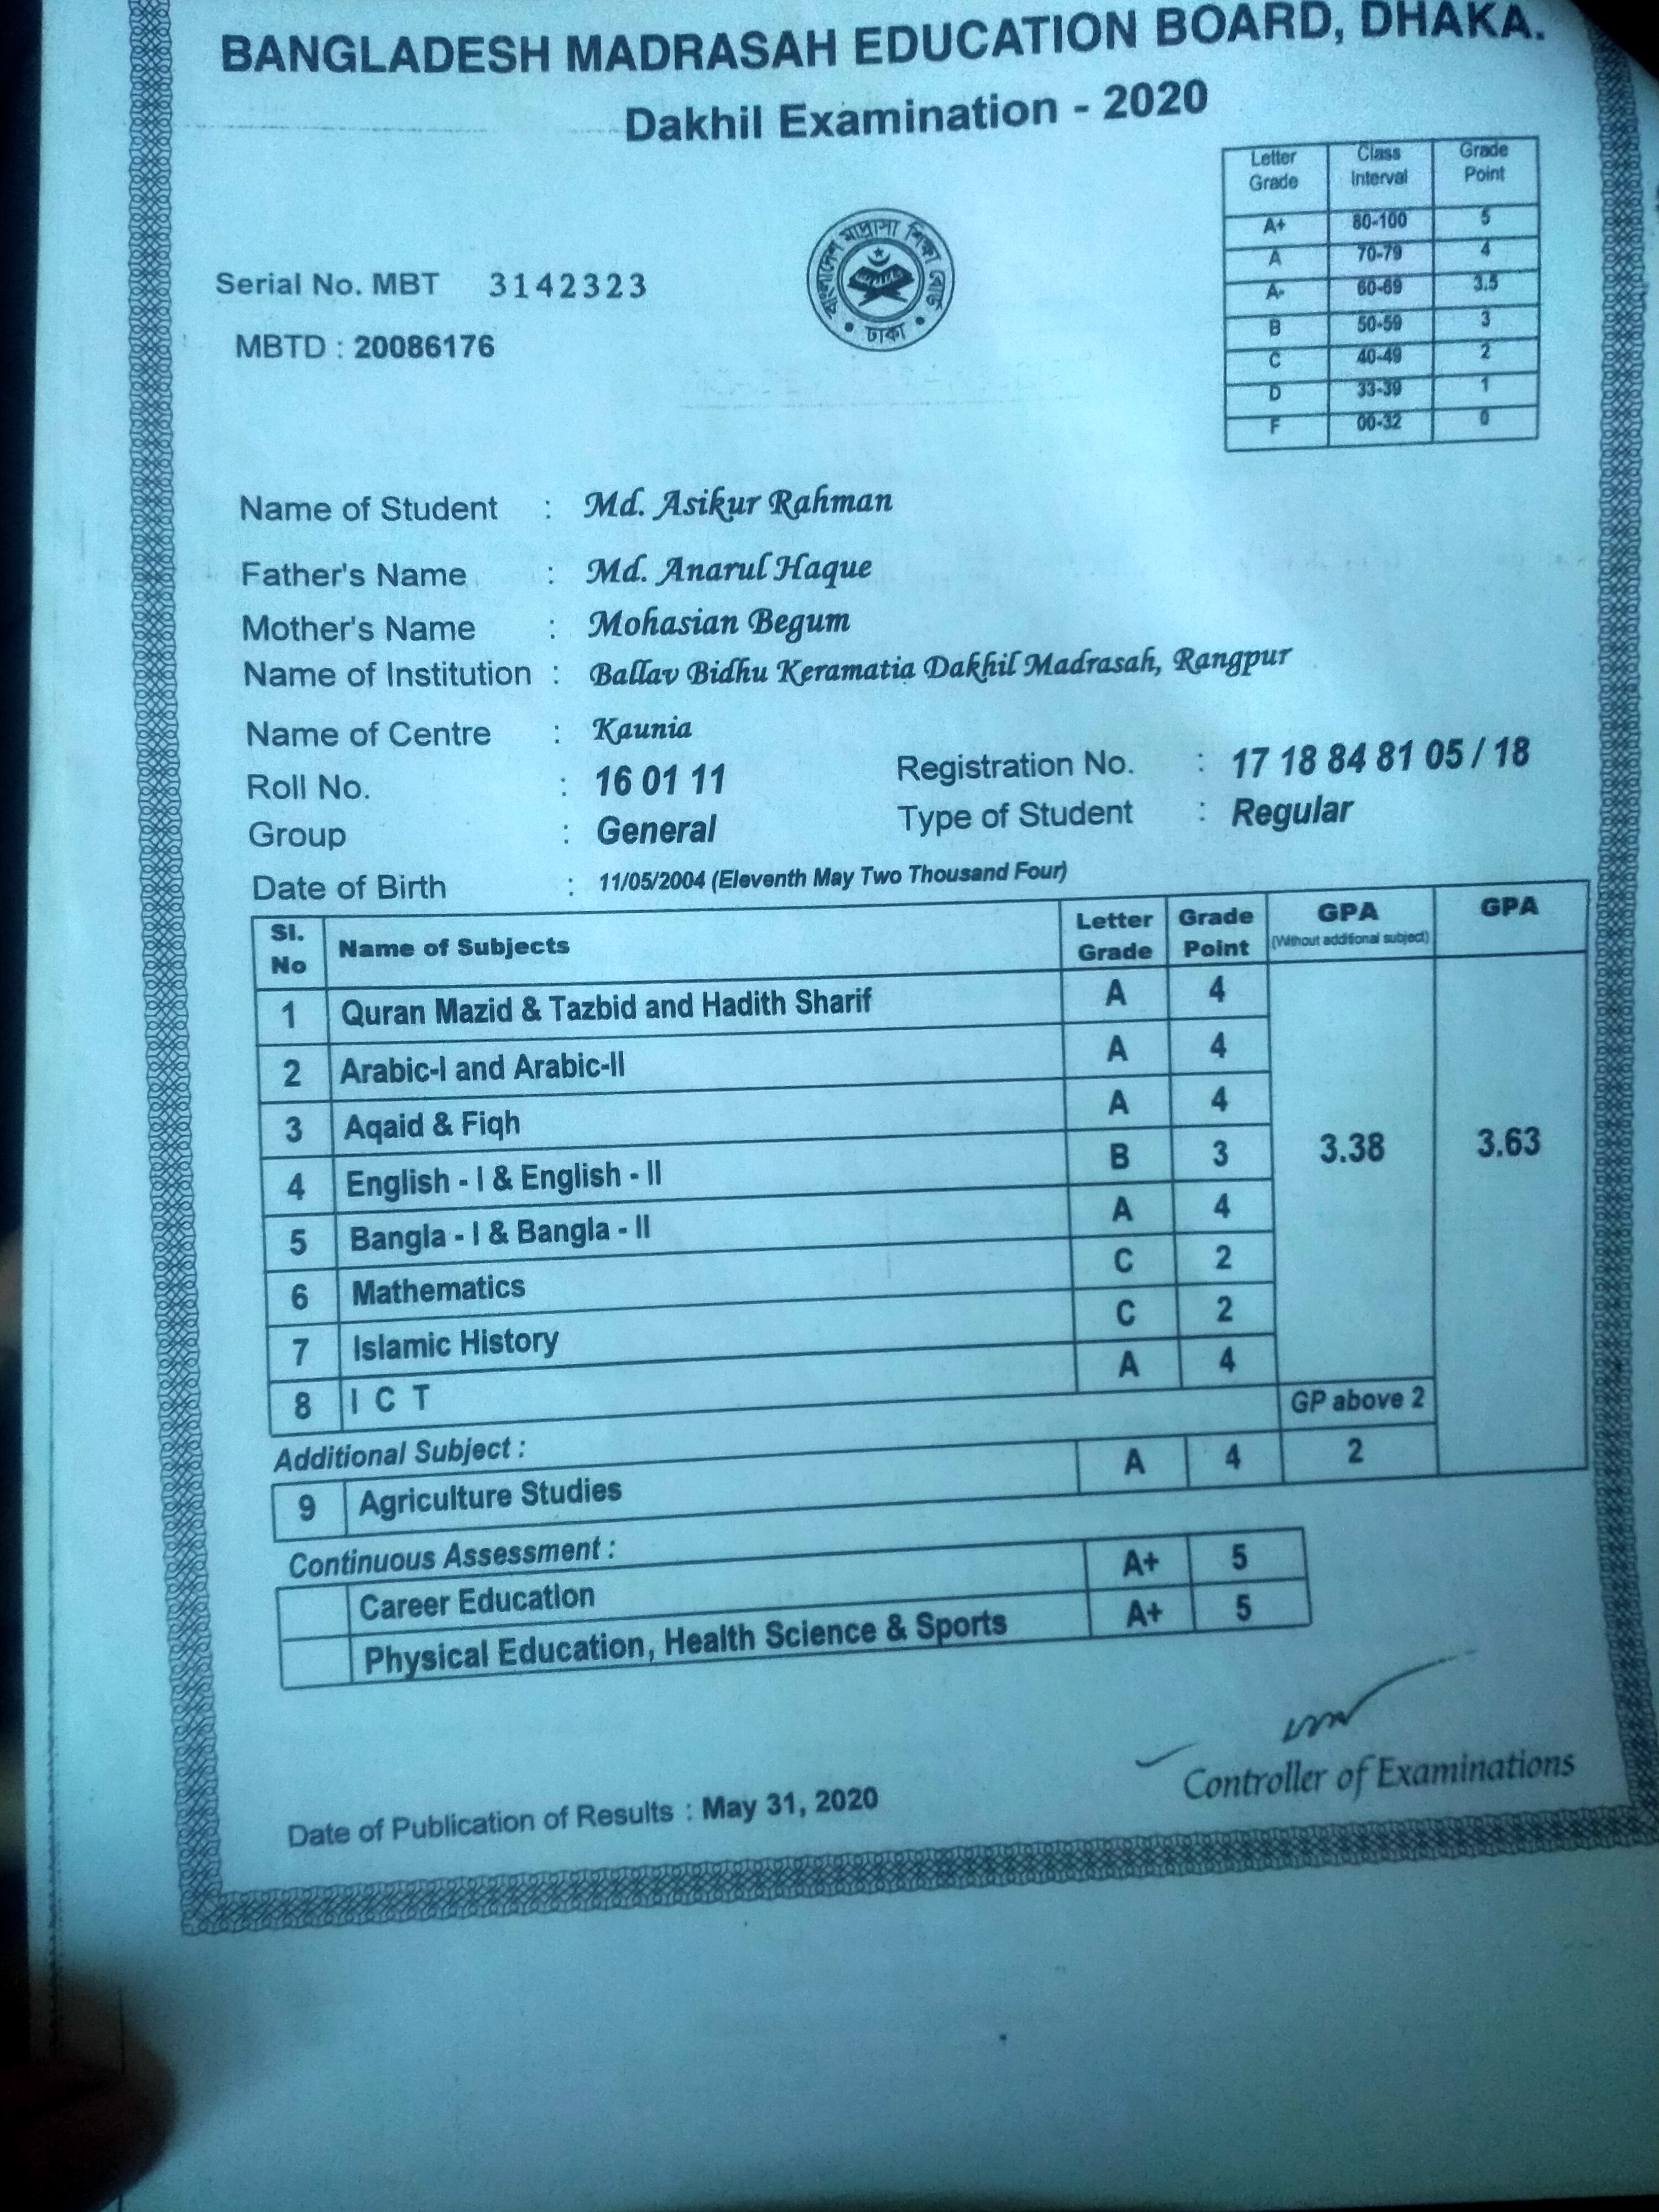 BANGLADESH MADRASAH EDUCATION BOARD, DHAKA.
Dakhil Examination - 2020
Letter Grade Class Interval Grade Point
A+ 80-100 5
A 70-79 4
A- 60-69 3.5
B 50-59 3
C 40-49 2
D 33-39 1
F 00-32 0
বাংলাদেশ মাদ্রাসা শিক্ষা বোর্ড
ঢাকা
Serial No. MBT 3142323
MBTD : 20086176
Name of Student : Md. Asikur Rahman
Father's Name : Md. Anarul Haque
Mother's Name : Mohasian Begum
Name of Institution : Ballav Bidhu Keramatia Dakhil Madrasah, Rangpur
Name of Centre : Kaunia
Roll No. : 16 01 11 Registration No. : 17 18 84 81 05 / 18
Group : General Type of Student : Regular
Date of Birth : 11/05/2004 (Eleventh May Two Thousand Four)
Sl. No Name of Subjects Letter Grade Grade Point GPA (Without additional subject) GPA
1 Quran Mazid & Tazbid and Hadith Sharif A 4
2 Arabic-I and Arabic-II A 4
3 Aqaid & Fiqh A 4
4 English - I & English - II B 3 3.38 3.63
5 Bangla - I & Bangla - II A 4
6 Mathematics C 2
7 Islamic History C 2
8 I C T A 4
Additional Subject : GP above 2
9 Agriculture Studies A 4 2
Continuous Assessment :
Career Education A+ 5
Physical Education, Health Science & Sports A+ 5
Controller of Examinations
Date of Publication of Results : May 31, 2020